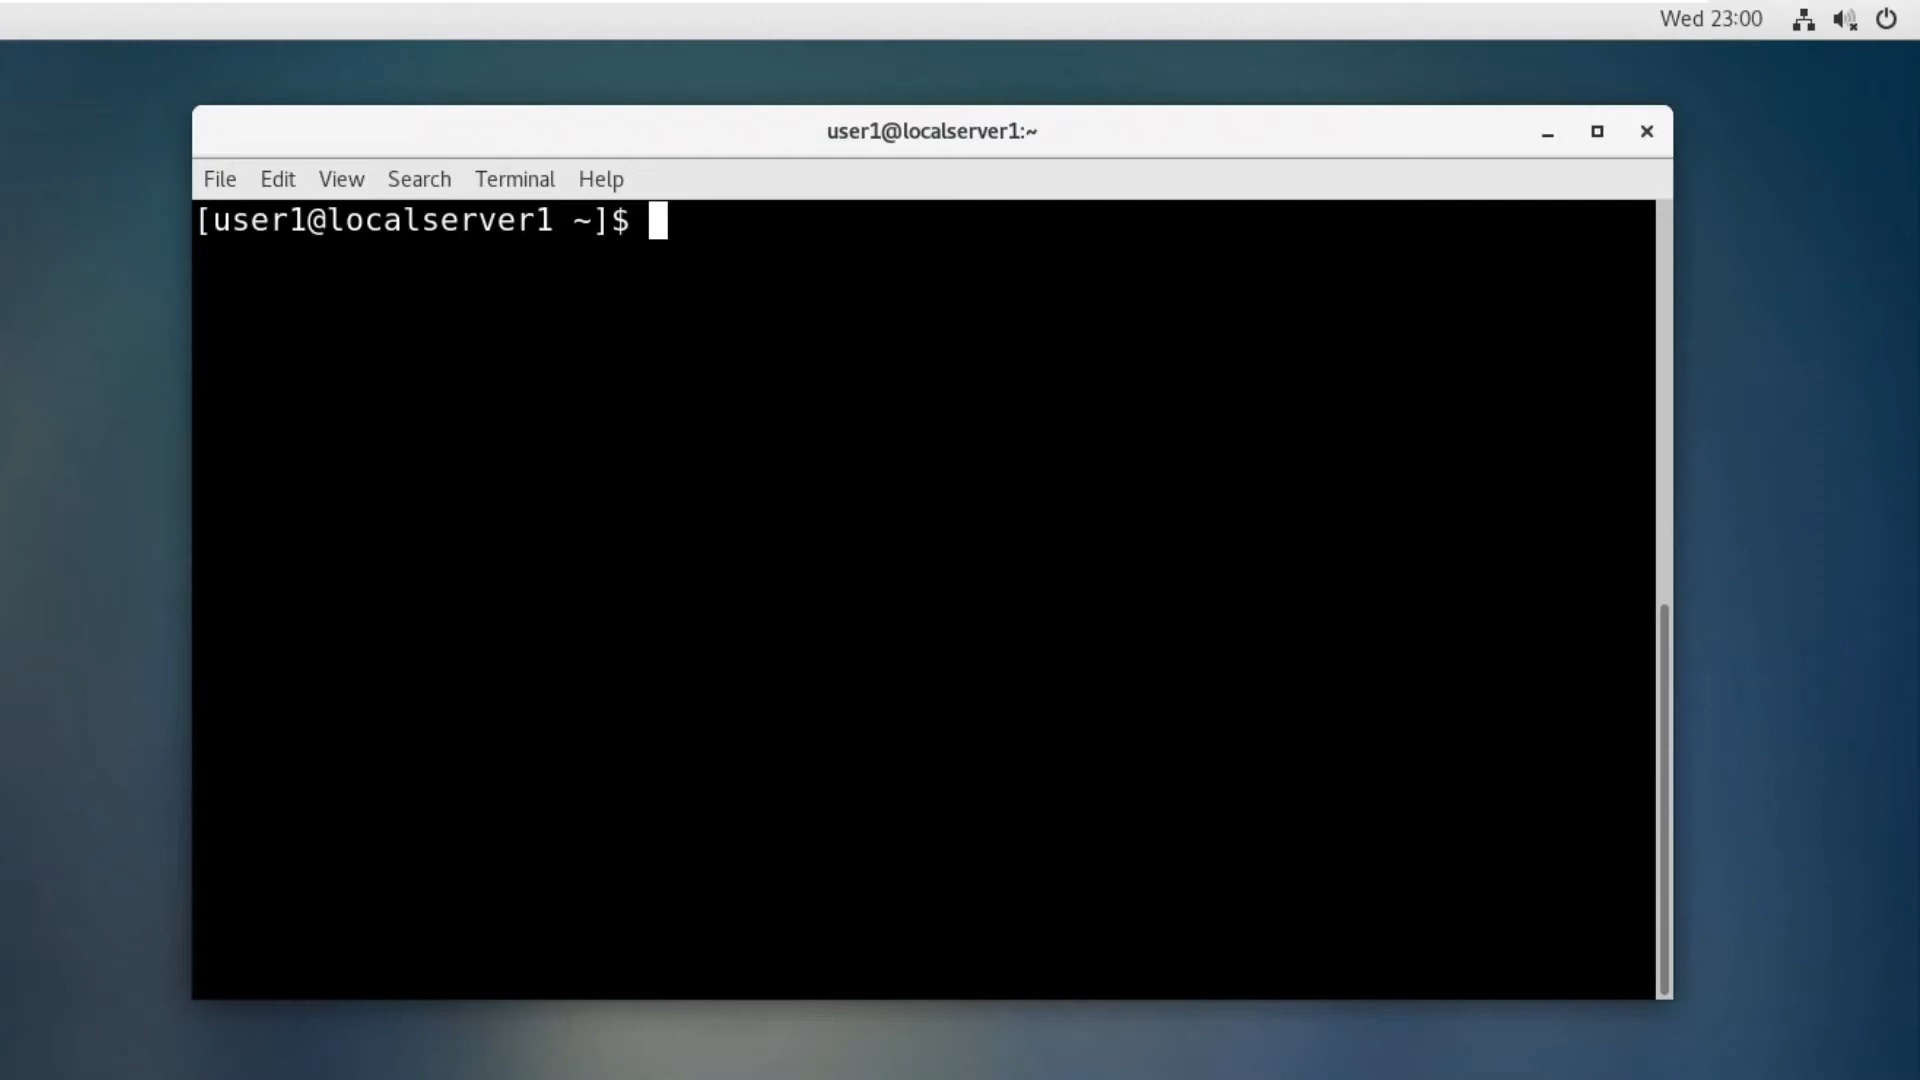 Wed 23:00
user1@localserver1:~
File Edit View Search Terminal Help
[user1@localserver1 ~]$